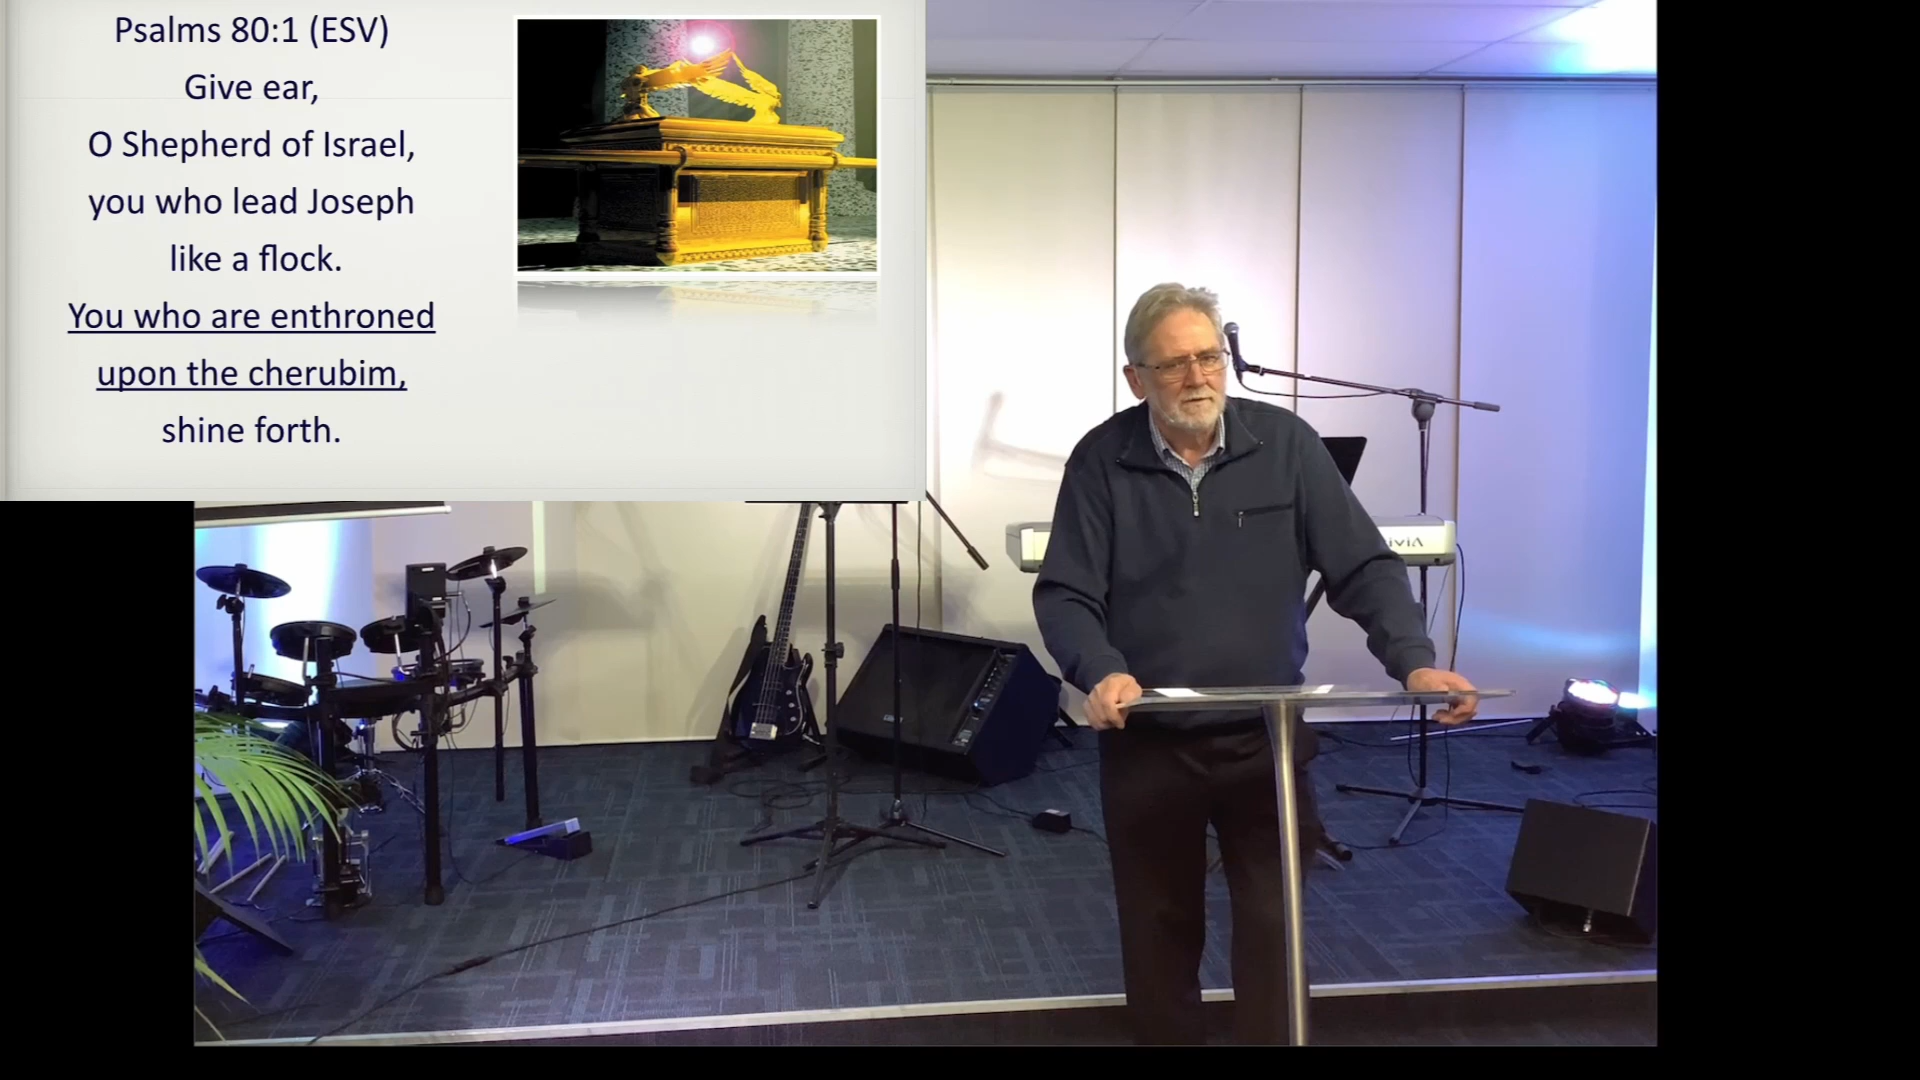 Psalms 80:1 (ESV)
Give ear,
O Shepherd of Israel,
you who lead Joseph
like a flock.
You who are enthroned
upon the cherubim,
shine forth.